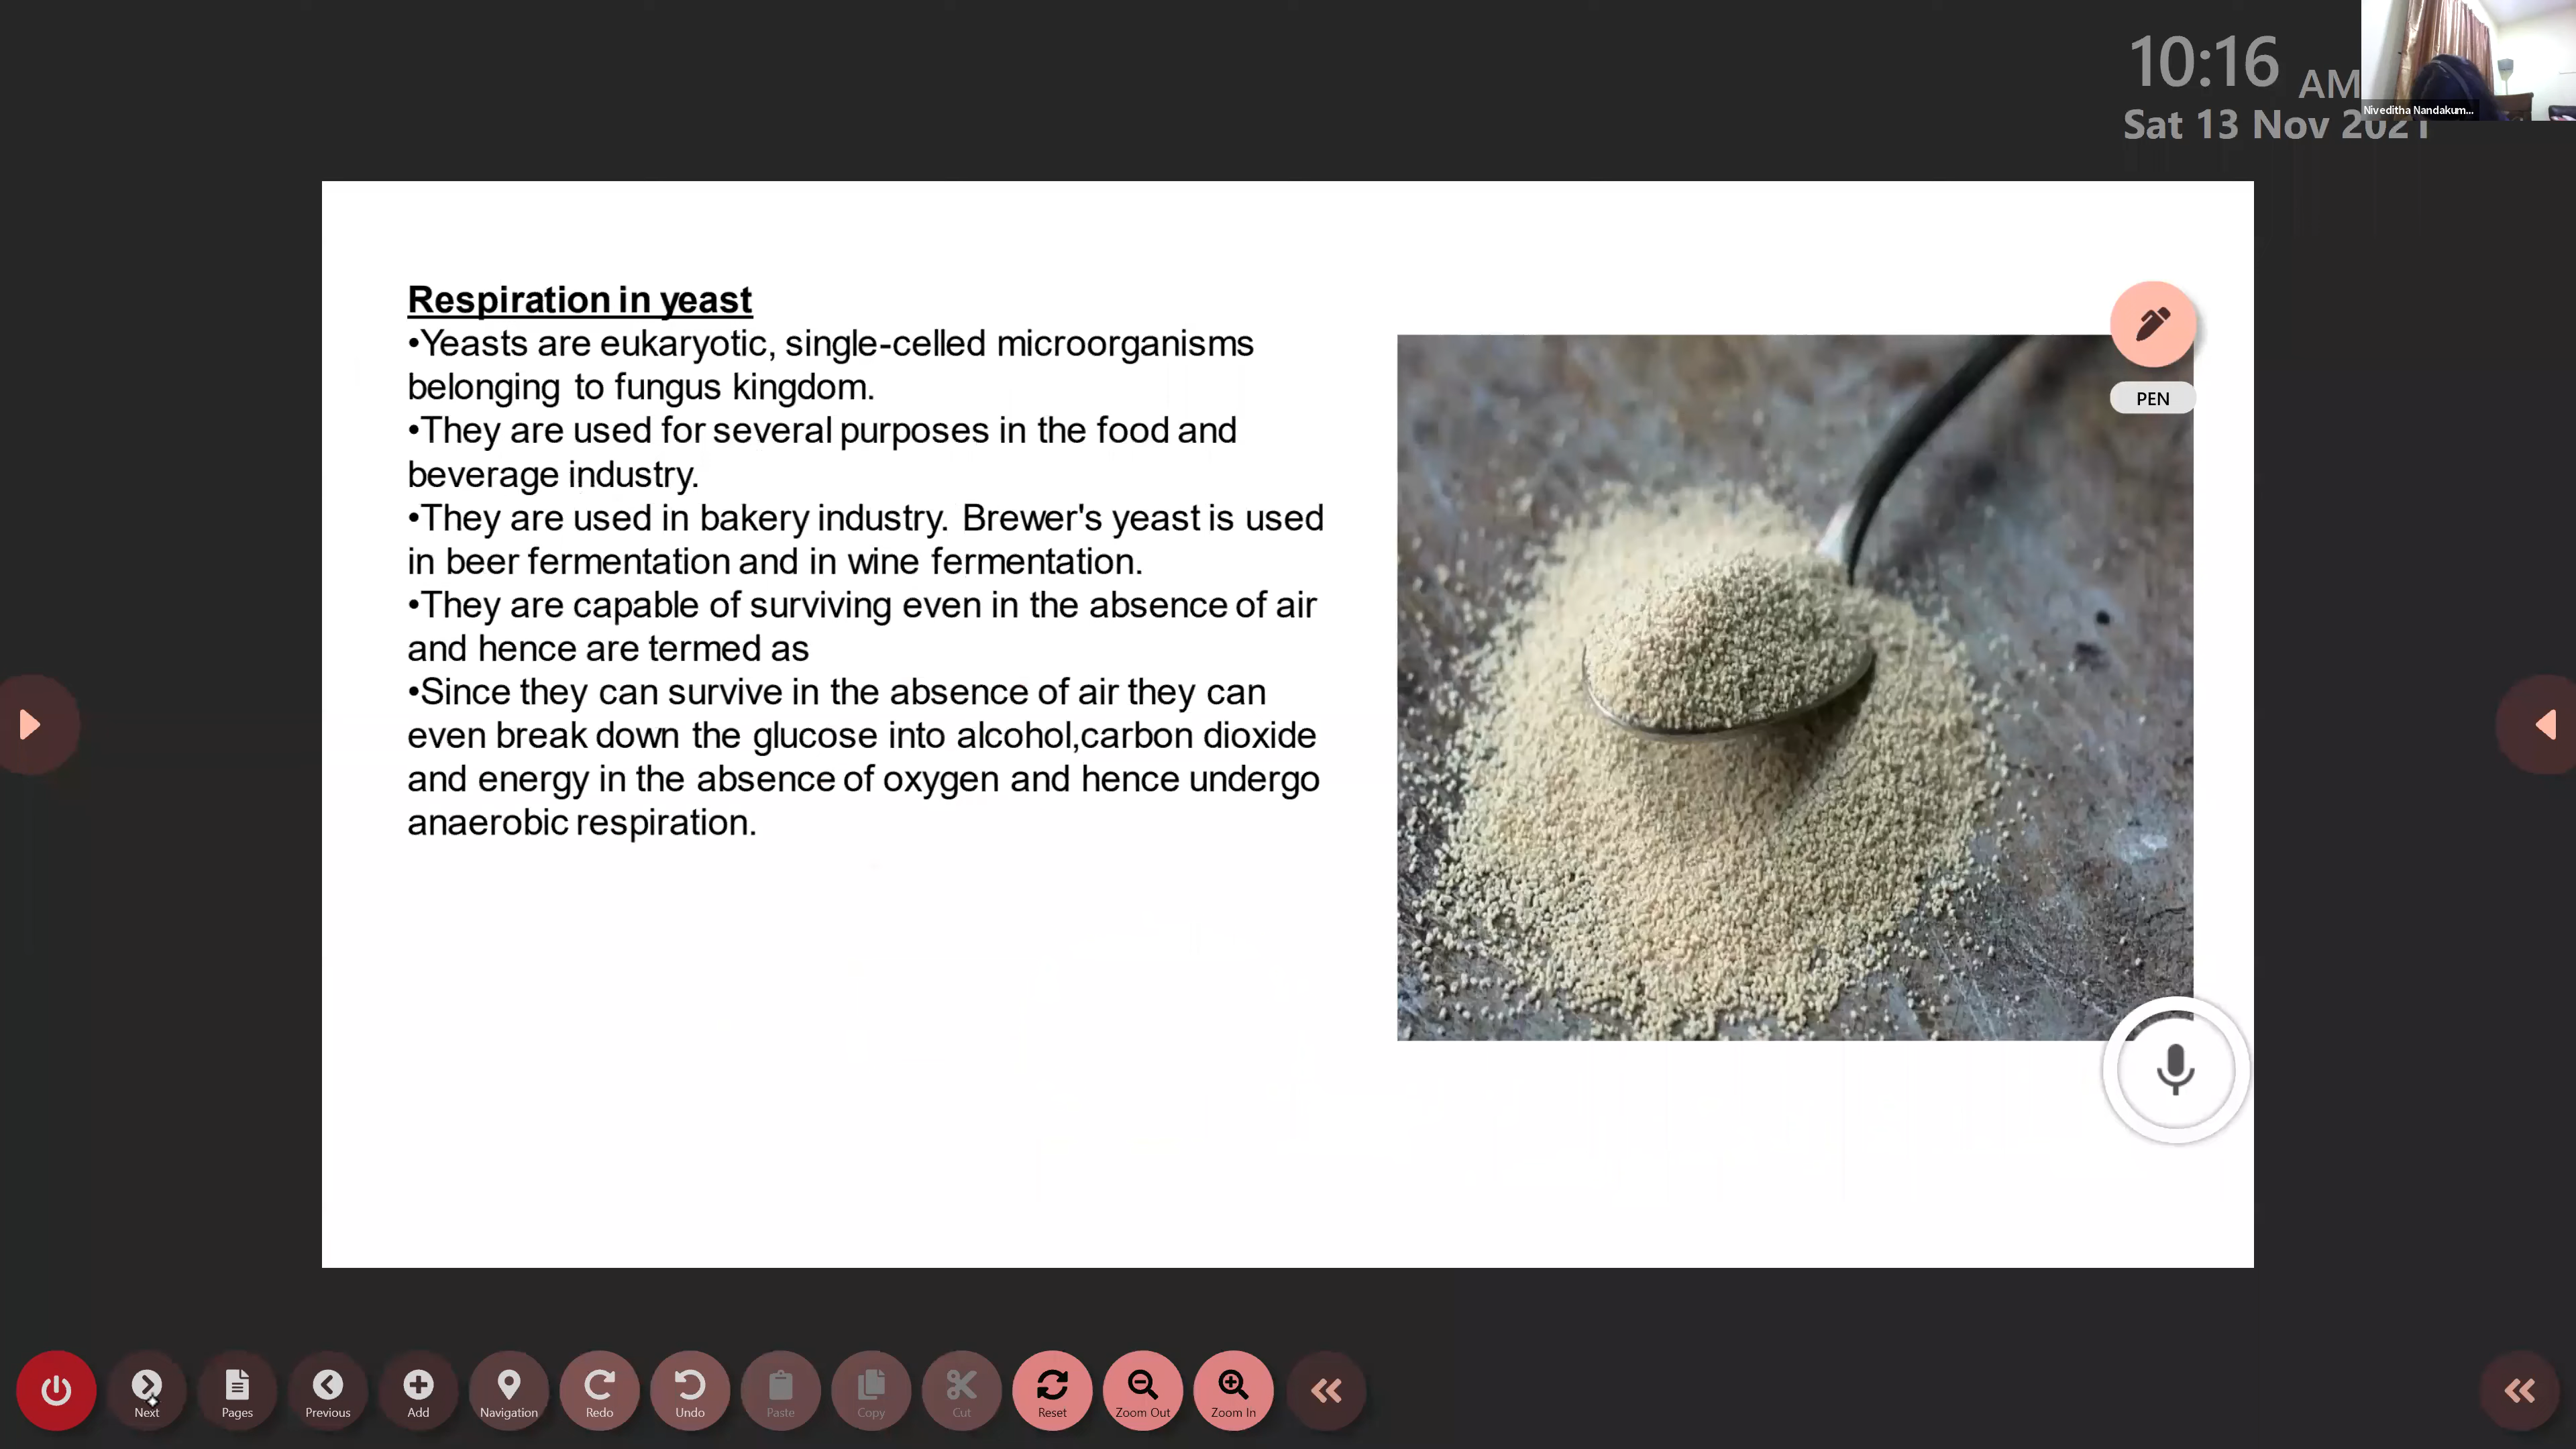 10:16 AM
Sat 13 Nov 2021
Niveditha Nandakum...
Respiration in yeast
•Yeasts are eukaryotic, single-celled microorganisms
belonging to fungus kingdom.
•They are used for several purposes in the food and
beverage industry.
•They are used in bakery industry. Brewer's yeast is used
in beer fermentation and in wine fermentation.
•They are capable of surviving even in the absence of air
and hence are termed as
•Since they can survive in the absence of air they can
even break down the glucose into alcohol,carbon dioxide
and energy in the absence of oxygen and hence undergo
anaerobic respiration.
PEN
Next
Pages
Previous
Add
Navigation
Redo
Undo
Paste
Copy
Cut
Reset
Zoom Out
Zoom In